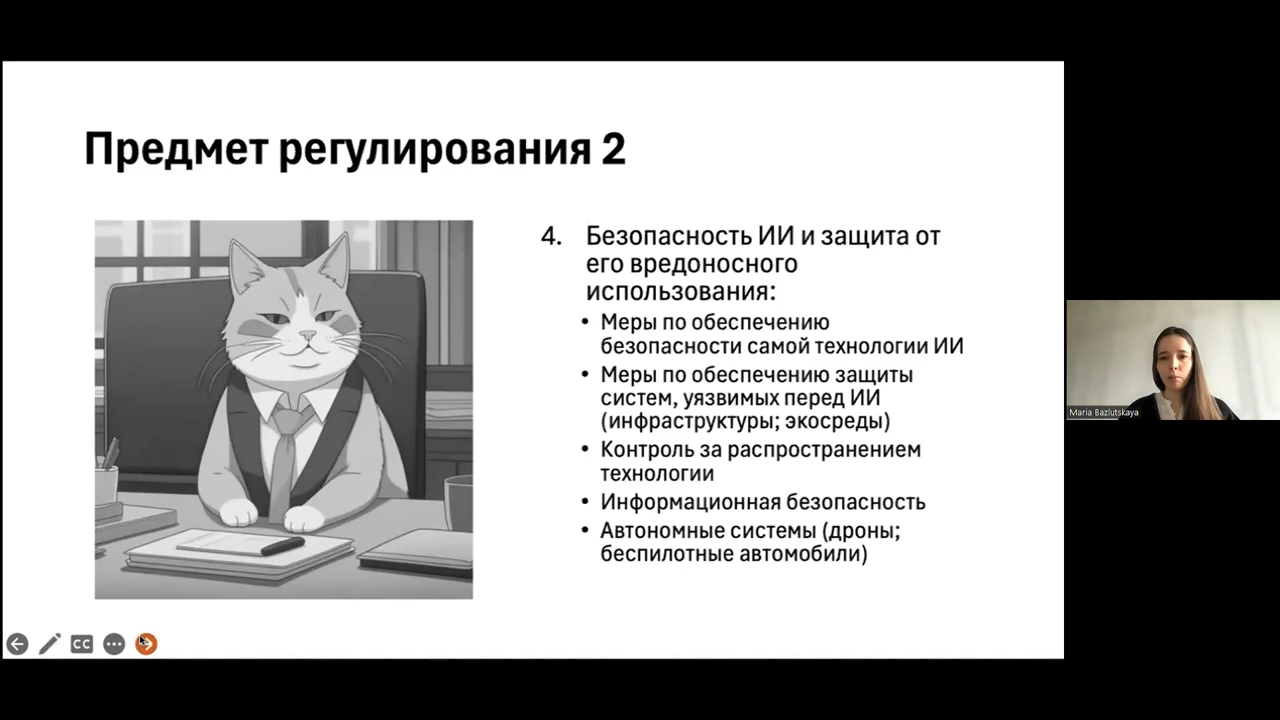 Предмет регулирования 2
4. Безопасность ИИ и защита от
его вредоносного
использования:
• Меры по обеспечению
безопасности самой технологии ИИ
• Меры по обеспечению защиты
систем, уязвимых перед ИИ
(инфраструктуры; экосреды)
• Контроль за распространением
технологии
• Информационная безопасность
• Автономные системы (дроны;
беспилотные автомобили)
CC
Maria Bazlutskaya